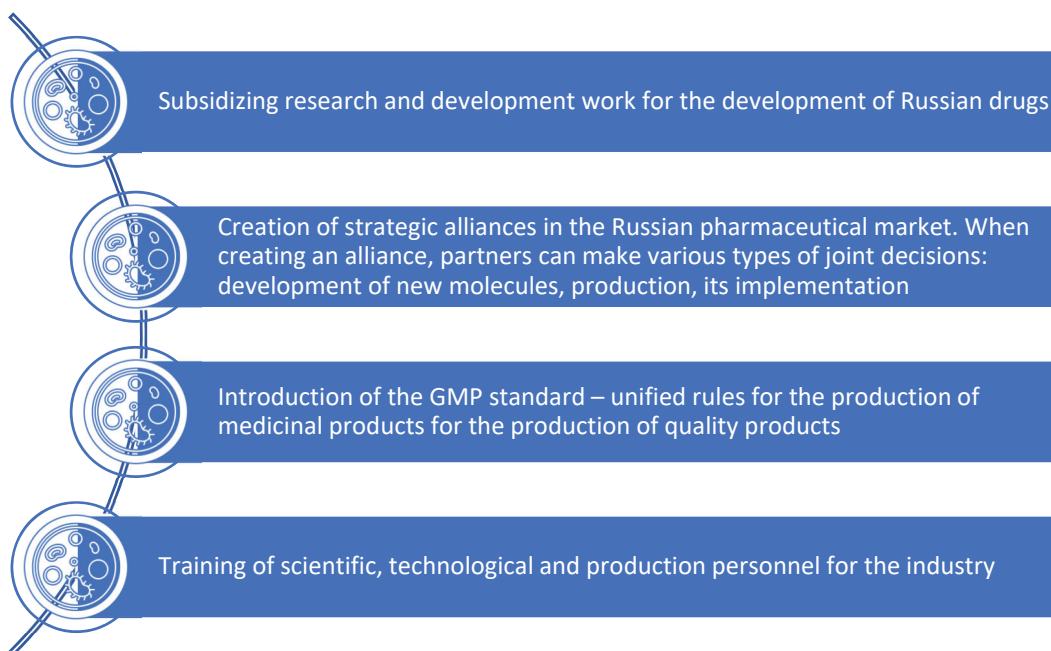 Subsidizing research and development work for the development of Russian drugs
Creation of strategic alliances in the Russian pharmaceutical market. When
creating an alliance, partners can make various types of joint decisions:
development of new molecules, production, its implementation
Introduction of the GMP standard – unified rules for the production of
medicinal products for the production of quality products
Training of scientific, technological and production personnel for the industry